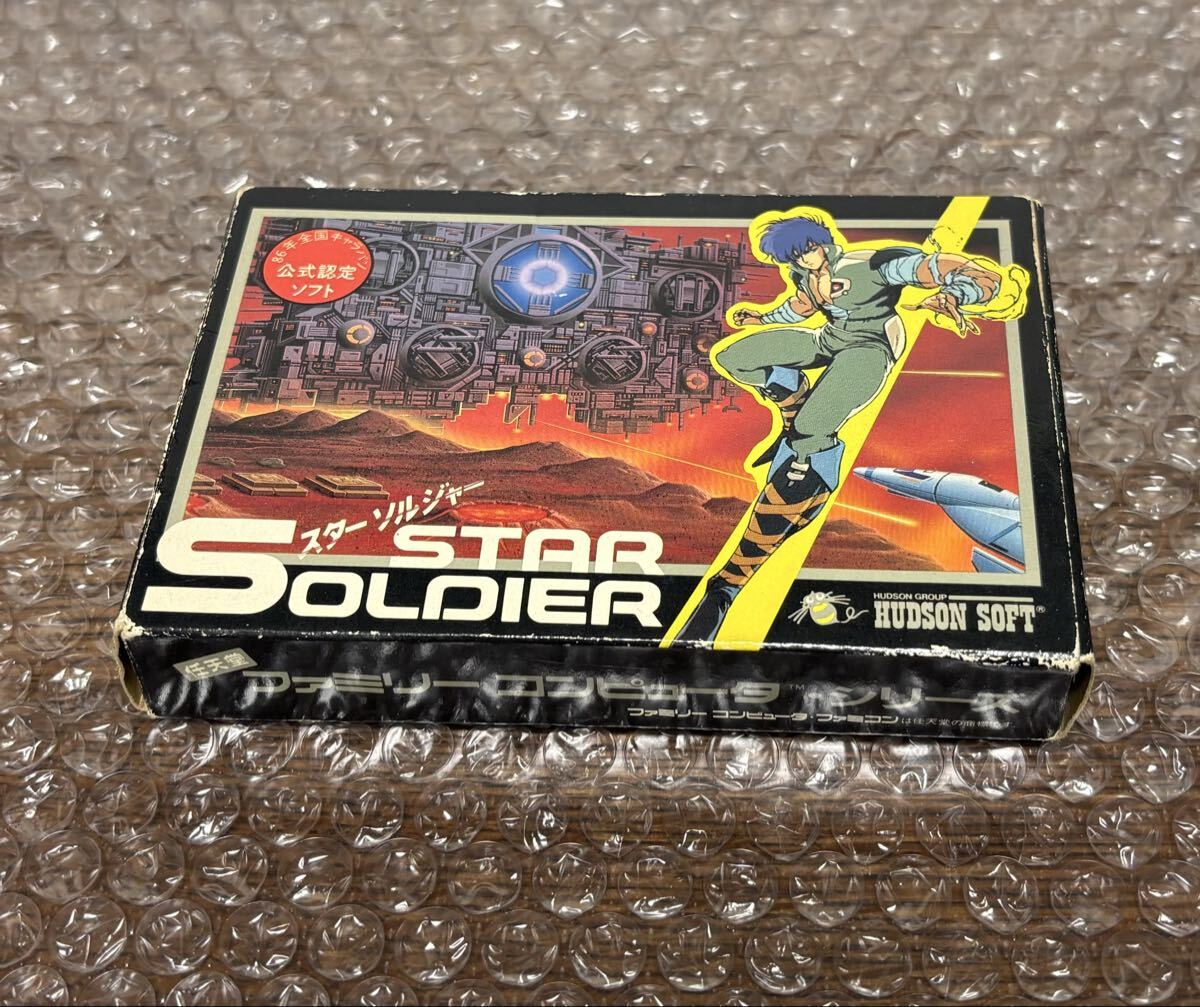 '86年全国キャラバン
公式認定
ソフト
スターソルジャー
STAR
SOLDIER
HUDSON GROUP
HUDSON SOFT®
任天堂
ファミリーコンピュータ™シリーズ
ファミリーコンピュータ・ファミコンは任天堂の商標です。